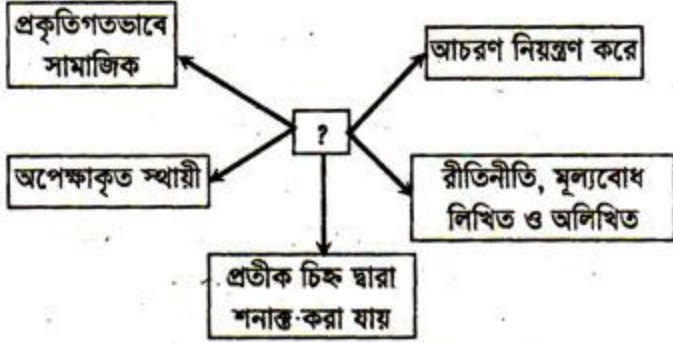 প্রকৃতিগতভাবে
সামাজিক
আচরণ নিয়ন্ত্রণ করে
?
অপেক্ষাকৃত স্থায়ী
রীতিনীতি, মূল্যবোধ
লিখিত ও অলিখিত
প্রতীক চিহ্ন দ্বারা
শনাক্ত করা যায়